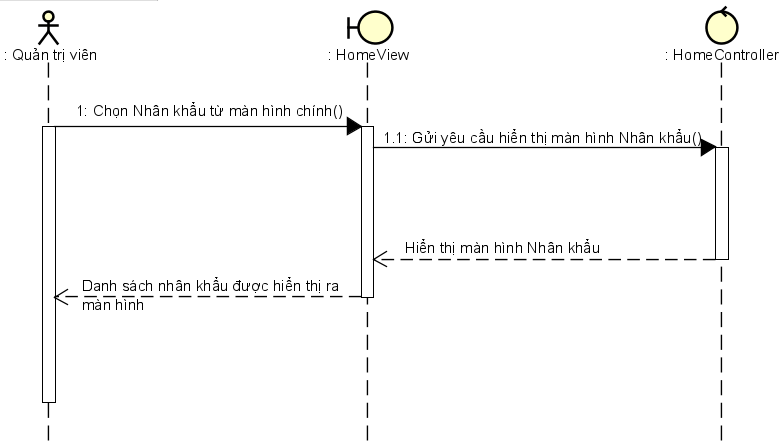 : Quản trị viên
: HomeView
: HomeController
1: Chọn Nhân khẩu từ màn hình chính()
1.1: Gửi yêu cầu hiển thị màn hình Nhân khẩu()
Hiển thị màn hình Nhân khẩu
Danh sách nhân khẩu được hiển thị ra
màn hình